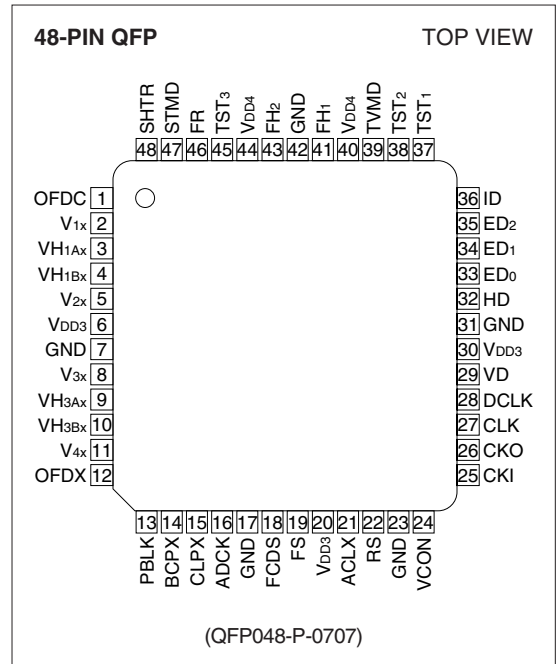 48-PIN QFP TOP VIEW
SHTR STMD FR TST3 VDD4 FH2 GND FH1 VDD4 TVMD TST2 TST1
48 47 46 45 44 43 42 41 40 39 38 37
OFDC 1 36 ID
V1X 2 35 ED2
VH1AX 3 34 ED1
VH1BX 4 33 ED0
V2X 5 32 HD
VDD3 6 31 GND
GND 7 30 VDD3
V3X 8 29 VD
VH3AX 9 28 DCLK
VH3BX 10 27 CLK
V4X 11 26 CKO
OFDX 12 25 CKI
13 14 15 16 17 18 19 20 21 22 23 24
PBLK BCPX CLPX ADCK GND FCDS FS VDD3 ACLX RS GND VCON
(QFP048-P-0707)